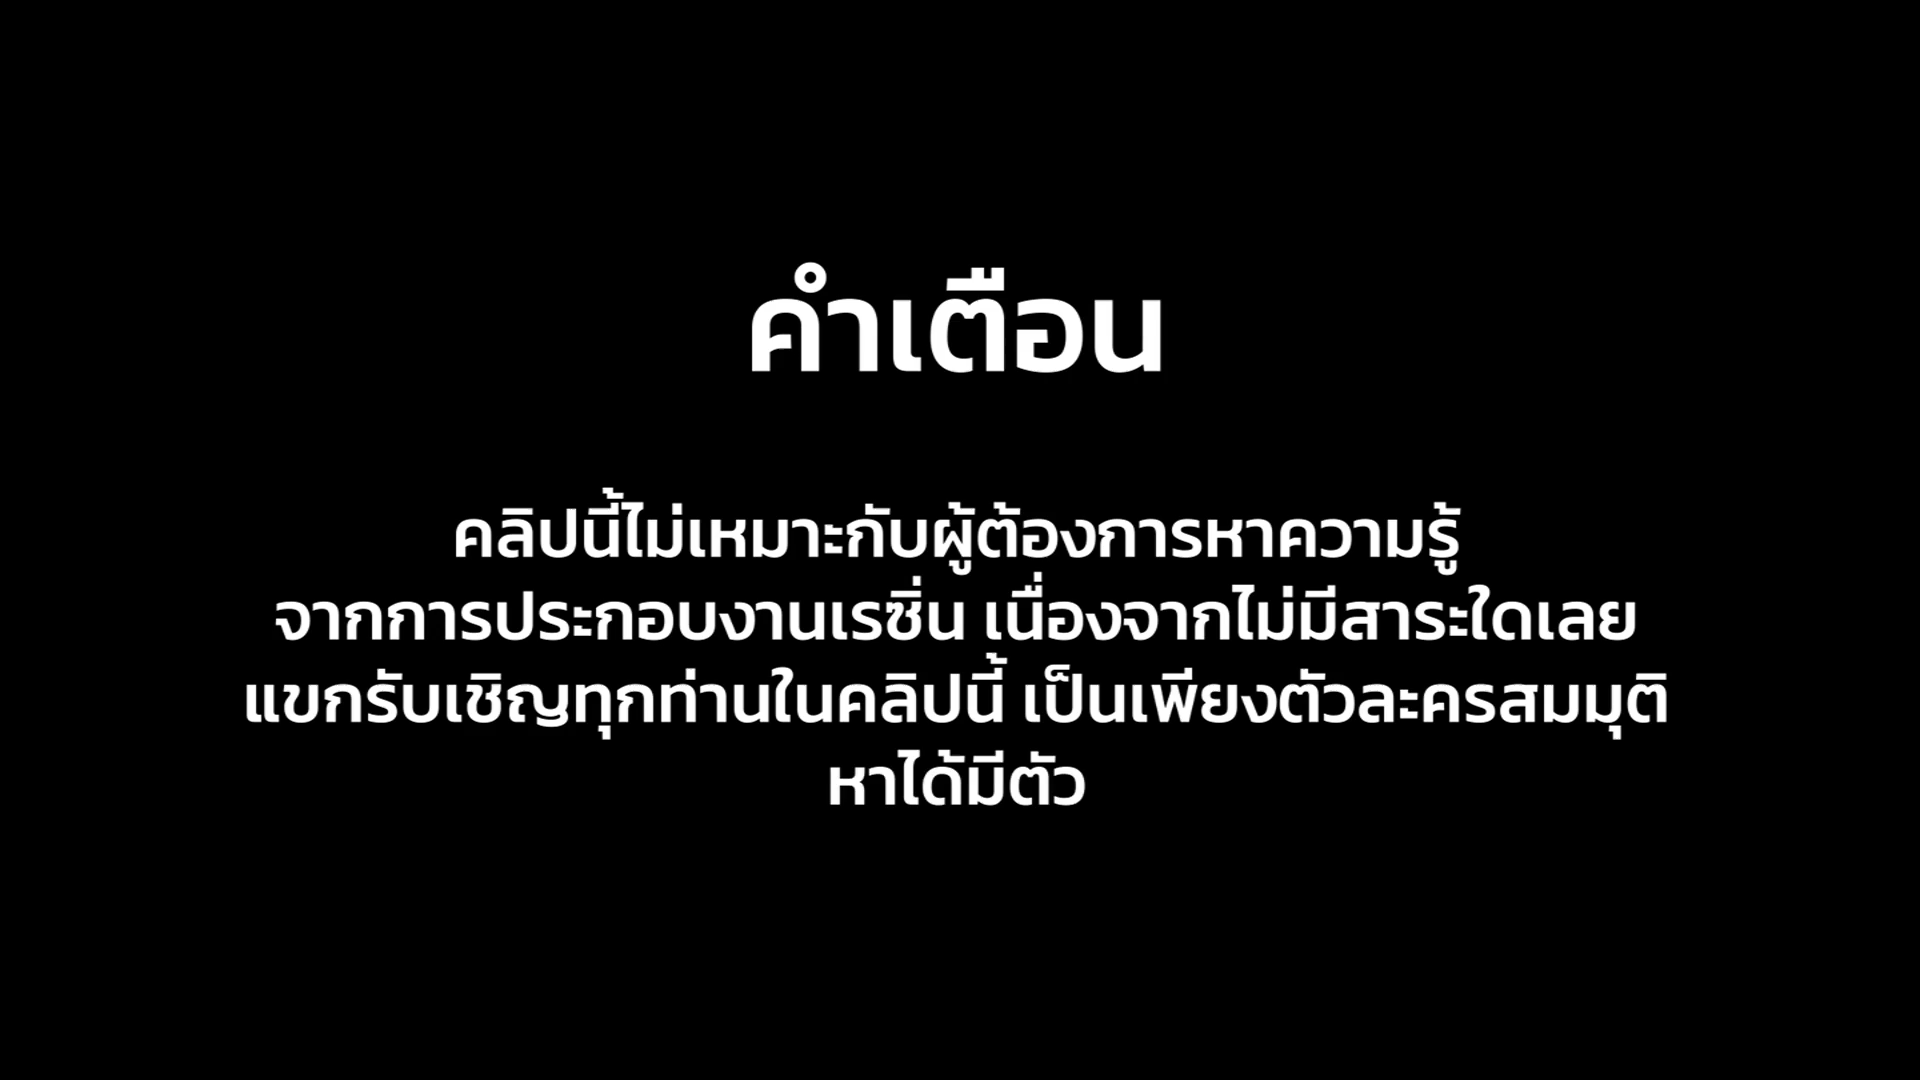 คำเตือน
คลิปนี้ไม่เหมาะกับผู้ต้องการหาความรู้
จากการประกอบงานเรซิ่น เนื่องจากไม่มีสาระใดเลย
แขกรับเชิญทุกท่านในคลิปนี้ เป็นเพียงตัวละครสมมุติ
หาได้มีตัว